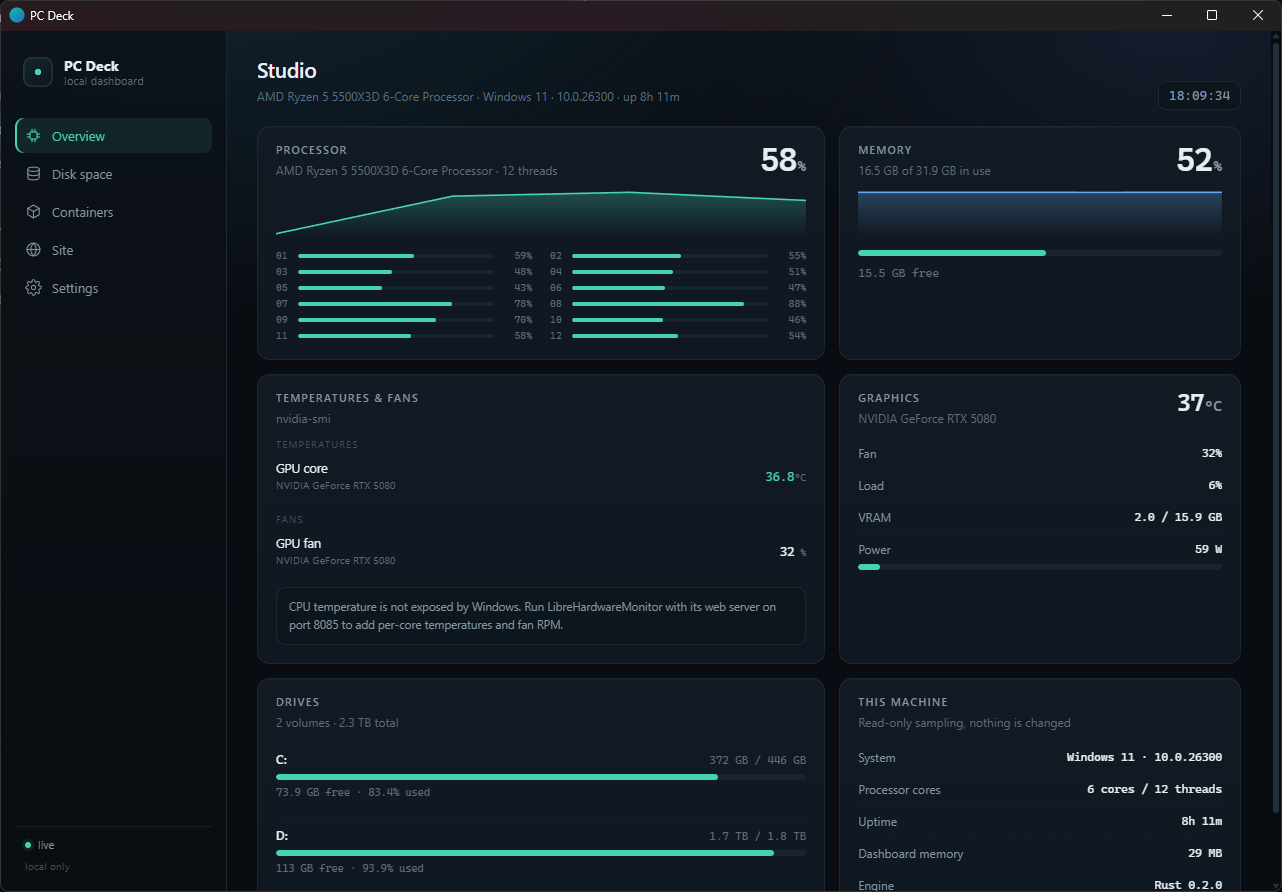 PC Deck
PC Deck
local dashboard
Overview
Disk space
Containers
Site
Settings
live
local only
Studio
AMD Ryzen 5 5500X3D 6-Core Processor · Windows 11 · 10.0.26300 · up 8h 11m
18:09:34
PROCESSOR
AMD Ryzen 5 5500X3D 6-Core Processor · 12 threads
58%
01 59% 02 55%
03 48% 04 51%
05 43% 06 47%
07 78% 08 88%
09 70% 10 46%
11 58% 12 54%
MEMORY
16.5 GB of 31.9 GB in use
52%
15.5 GB free
TEMPERATURES & FANS
nvidia-smi
TEMPERATURES
GPU core
NVIDIA GeForce RTX 5080
36.8°C
FANS
GPU fan
NVIDIA GeForce RTX 5080
32 %
CPU temperature is not exposed by Windows. Run LibreHardwareMonitor with its web server on
port 8085 to add per-core temperatures and fan RPM.
GRAPHICS
NVIDIA GeForce RTX 5080
37°C
Fan 32%
Load 6%
VRAM 2.0 / 15.9 GB
Power 59 W
DRIVES
2 volumes · 2.3 TB total
C: 372 GB / 446 GB
73.9 GB free · 83.4% used
D: 1.7 TB / 1.8 TB
113 GB free · 93.9% used
THIS MACHINE
Read-only sampling, nothing is changed
System Windows 11 · 10.0.26300
Processor cores 6 cores / 12 threads
Uptime 8h 11m
Dashboard memory 29 MB
Engine Rust 0.2.0